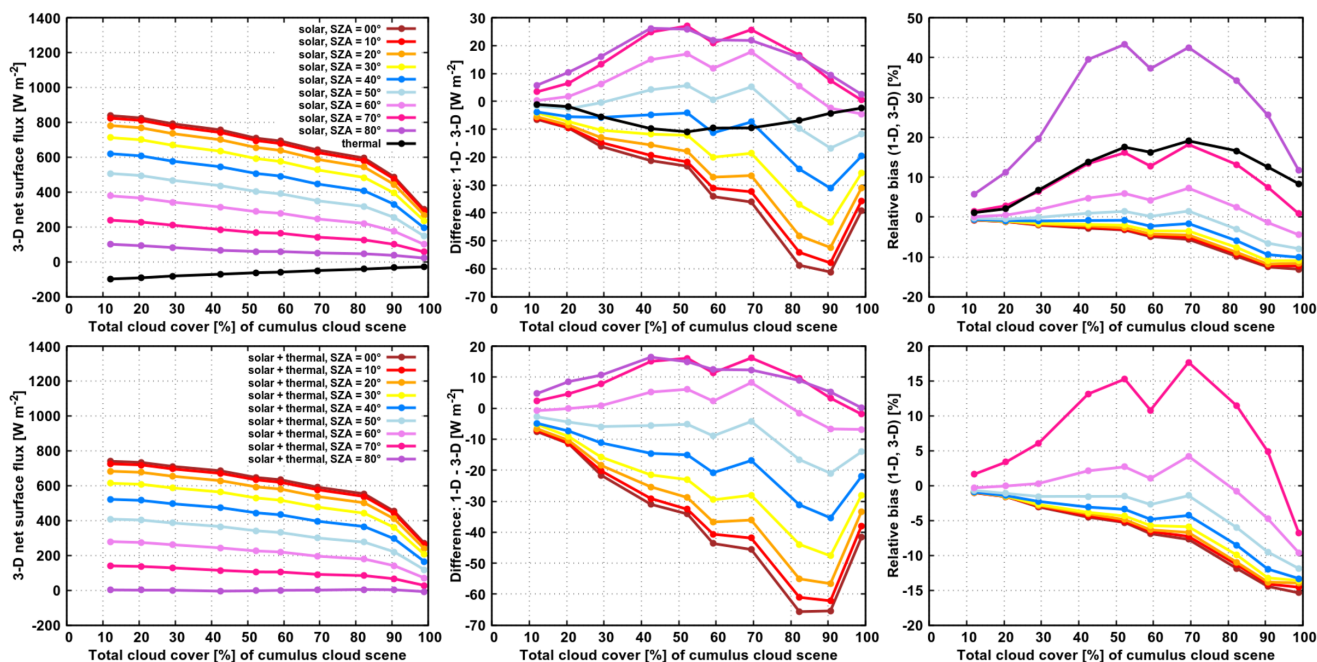 3-D net surface flux [W m⁻²]
1400
1200
1000
800
600
400
200
0
-200
solar, SZA = 00°
solar, SZA = 10°
solar, SZA = 20°
solar, SZA = 30°
solar, SZA = 40°
solar, SZA = 50°
solar, SZA = 60°
solar, SZA = 70°
solar, SZA = 80°
thermal
0 10 20 30 40 50 60 70 80 90 100
Total cloud cover [%] of cumulus cloud scene
Difference: 1-D - 3-D [W m⁻²]
30
20
10
0
-10
-20
-30
-40
-50
-60
70
0 10 20 30 40 50 60 70 80 90 100
Total cloud cover [%] of cumulus cloud scene
Relative bias (1-D, 3-D) [%]
50
40
30
20
10
0
-10
-20
0 10 20 30 40 50 60 70 80 90 100
Total cloud cover [%] of cumulus cloud scene
3-D net surface flux [W m⁻²]
1400
1200
1000
800
600
400
200
0
-200
solar + thermal, SZA = 00°
solar + thermal, SZA = 10°
solar + thermal, SZA = 20°
solar + thermal, SZA = 30°
solar + thermal, SZA = 40°
solar + thermal, SZA = 50°
solar + thermal, SZA = 60°
solar + thermal, SZA = 70°
solar + thermal, SZA = 80°
0 10 20 30 40 50 60 70 80 90 100
Total cloud cover [%] of cumulus cloud scene
Difference: 1-D - 3-D [W m⁻²]
20
10
0
-10
-20
-30
-40
-50
-60
-70
0 10 20 30 40 50 60 70 80 90 100
Total cloud cover [%] of cumulus cloud scene
Relative bias (1-D, 3-D) [%]
20
15
10
5
0
-5
-10
-15
-20
0 10 20 30 40 50 60 70 80 90 100
Total cloud cover [%] of cumulus cloud scene